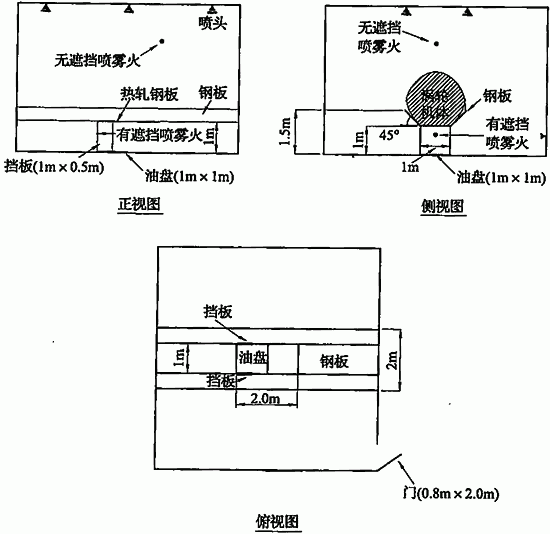 喷头
无遮挡喷雾火
热轧钢板
钢板
有遮挡喷雾火
1m
挡板(1m×0.5m)
油盘(1m×1m)
正视图
无遮挡
喷雾火
涡轮
机体
钢板
1.5m
1m
45°
有遮挡
喷雾火
1m
油盘(1m×1m)
侧视图
挡板
1m
油盘
钢板
2m
挡板
2.0m
门(0.8m×2.0m)
俯视图